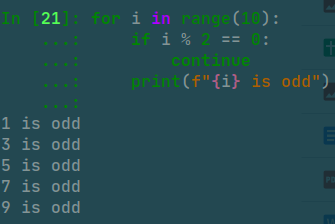 In [21]: for i in range(10):
    ...:     if i % 2 == 0:
    ...:         continue
    ...:     print(f"{i} is odd")
    ...:
1 is odd
3 is odd
5 is odd
7 is odd
9 is odd